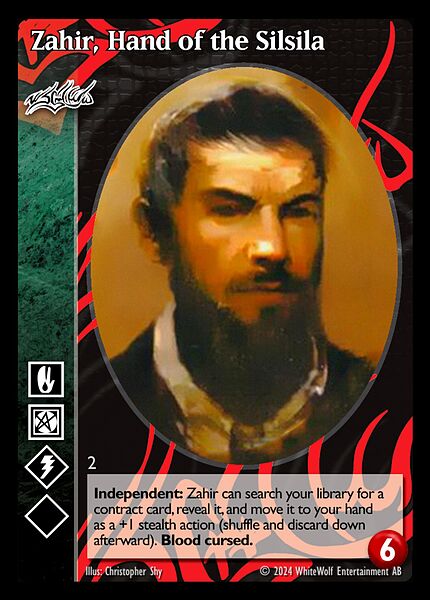 Zahir, Hand of the Silsila
2
Independent: Zahir can search your library for a
contract card, reveal it, and move it to your hand
as a +1 stealth action (shuffle and discard down
afterward). Blood cursed.
6
Illus: Christopher Shy © 2024 WhiteWolf Entertainment AB